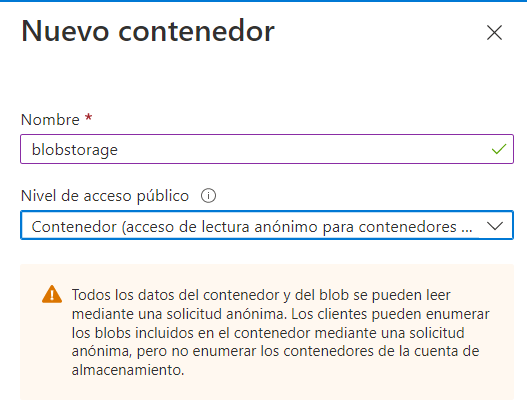 Nuevo contenedor
Nombre *
blobstorage
Nivel de acceso público
Contenedor (acceso de lectura anónimo para contenedores ...
Todos los datos del contenedor y del blob se pueden leer
mediante una solicitud anónima. Los clientes pueden enumerar
los blobs incluidos en el contenedor mediante una solicitud
anónima, pero no enumerar los contenedores de la cuenta de
almacenamiento.